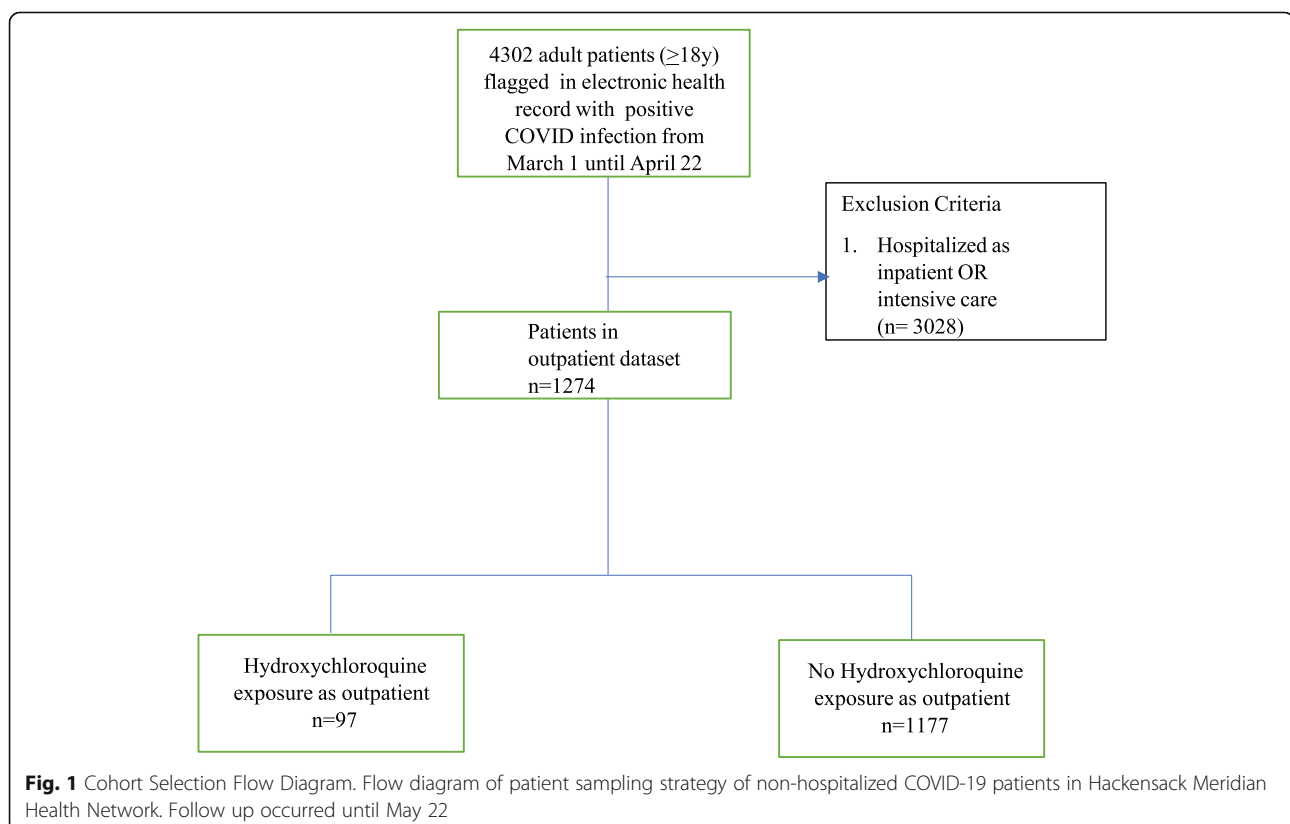 4302 adult patients (≥18y)
flagged in electronic health
record with positive
COVID infection from
March 1 until April 22
Exclusion Criteria
1. Hospitalized as
inpatient OR
intensive care
(n= 3028)
Patients in
outpatient dataset
n=1274
Hydroxychloroquine
exposure as outpatient
n=97
No Hydroxychloroquine
exposure as outpatient
n=1177
Fig. 1 Cohort Selection Flow Diagram. Flow diagram of patient sampling strategy of non-hospitalized COVID-19 patients in Hackensack Meridian
Health Network. Follow up occurred until May 22